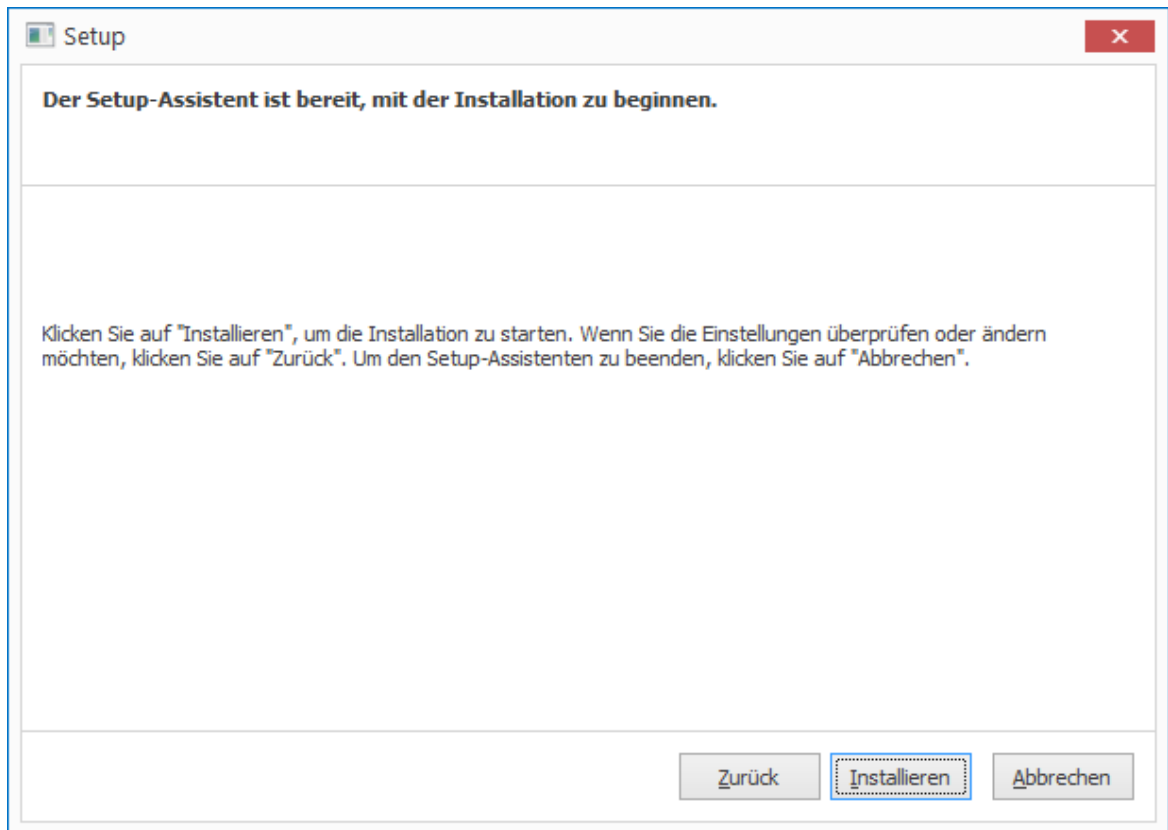 Setup
Der Setup-Assistent ist bereit, mit der Installation zu beginnen.
Klicken Sie auf "Installieren", um die Installation zu starten. Wenn Sie die Einstellungen überprüfen oder ändern
möchten, klicken Sie auf "Zurück". Um den Setup-Assistenten zu beenden, klicken Sie auf "Abbrechen".
Zurück Installieren Abbrechen